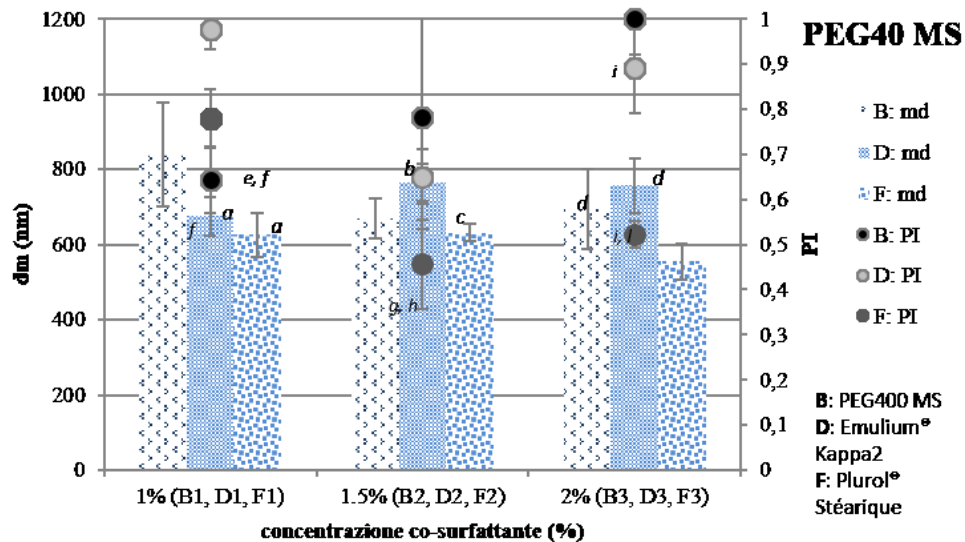 PEG40 MS
1200
1000
800
600
400
200
0
dm (nm)
1
0,9
0,8
0,7
0,6
0,5
0,4
0,3
0,2
0,1
0
PI
e, f
f
a
a
b
c
g, h
d
d
i
1% (B1, D1, F1)
1.5% (B2, D2, F2)
2% (B3, D3, F3)
concentrazione co-surfattante (%)
B: md
D: md
F: md
B: PI
D: PI
F: PI
B: PEG400 MS
D: Emulium®
Kappa2
F: Plurol®
Stéarique